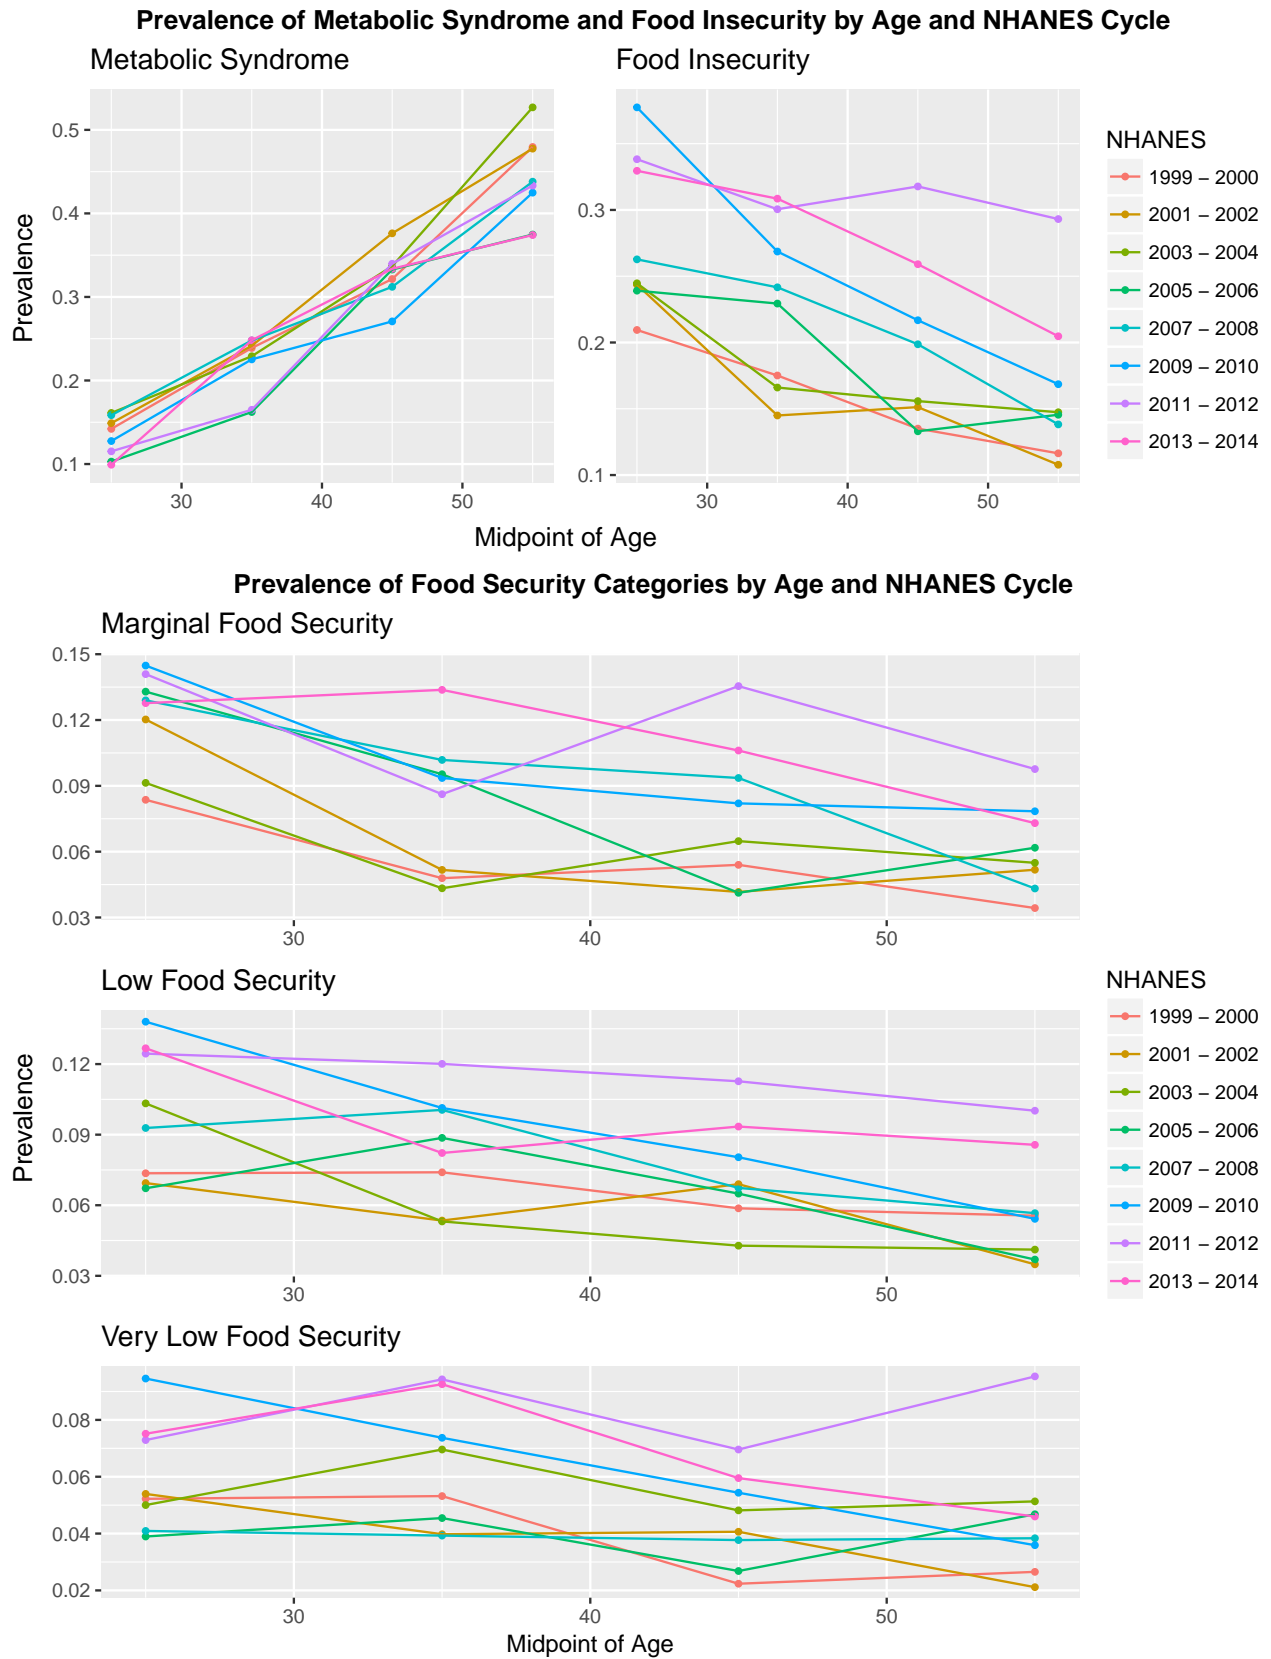 Prevalence of Metabolic Syndrome and Food Insecurity by Age and NHANES Cycle
Metabolic Syndrome
Food Insecurity
Prevalence
0.5
0.4
0.3
0.2
0.1
30 40 50
0.3
0.2
0.1
30 40 50
Midpoint of Age
NHANES
1999 − 2000
2001 − 2002
2003 − 2004
2005 − 2006
2007 − 2008
2009 − 2010
2011 − 2012
2013 − 2014
Prevalence of Food Security Categories by Age and NHANES Cycle
Marginal Food Security
0.15
0.12
0.09
0.06
0.03
30 40 50
Low Food Security
Prevalence
0.12
0.09
0.06
0.03
30 40 50
NHANES
1999 − 2000
2001 − 2002
2003 − 2004
2005 − 2006
2007 − 2008
2009 − 2010
2011 − 2012
2013 − 2014
Very Low Food Security
0.08
0.06
0.04
0.02
30 40 50
Midpoint of Age